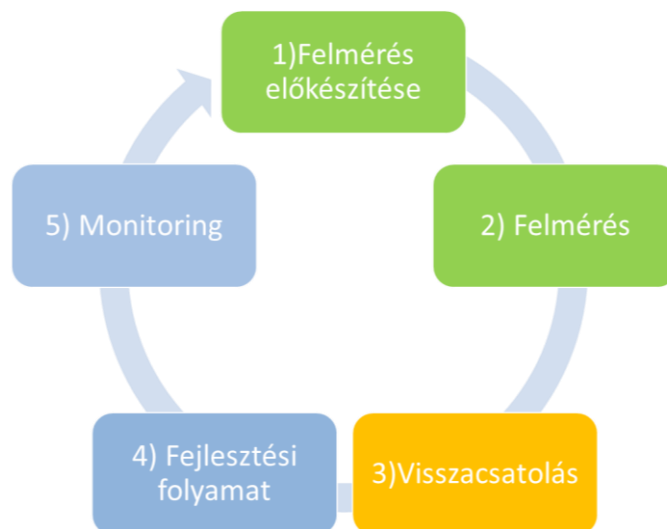 1)Felmérés
előkészítése
2) Felmérés
3)Visszacsatolás
4) Fejlesztési
folyamat
5) Monitoring